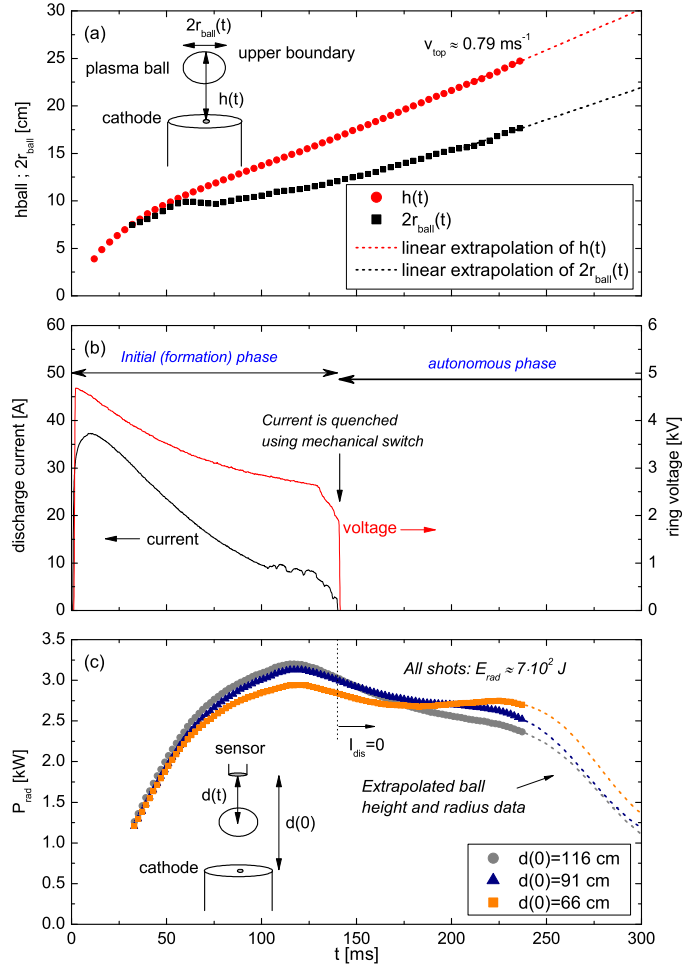 30
25
20
15
10
5
0
hball ; 2r_ball [cm]
(a)
2r_ball(t)
upper boundary
plasma ball
h(t)
cathode
v_top ≈ 0.79 ms⁻¹
h(t)
2r_ball(t)
linear extrapolation of h(t)
linear extrapolation of 2r_ball(t)
60
50
40
30
20
10
0
discharge current [A]
(b)
Initial (formation) phase
autonomous phase
Current is quenched
using mechanical switch
voltage
current
6
5
4
3
2
1
0
ring voltage [kV]
3.5
3.0
2.5
2.0
1.5
1.0
0.5
0.0
P_rad [kW]
(c)
All shots: E_rad ≈ 7·10² J
I_dis=0
sensor
d(t)
d(0)
cathode
Extrapolated ball
height and radius data
d(0)=116 cm
d(0)=91 cm
d(0)=66 cm
0
50
100
150
200
250
300
t [ms]